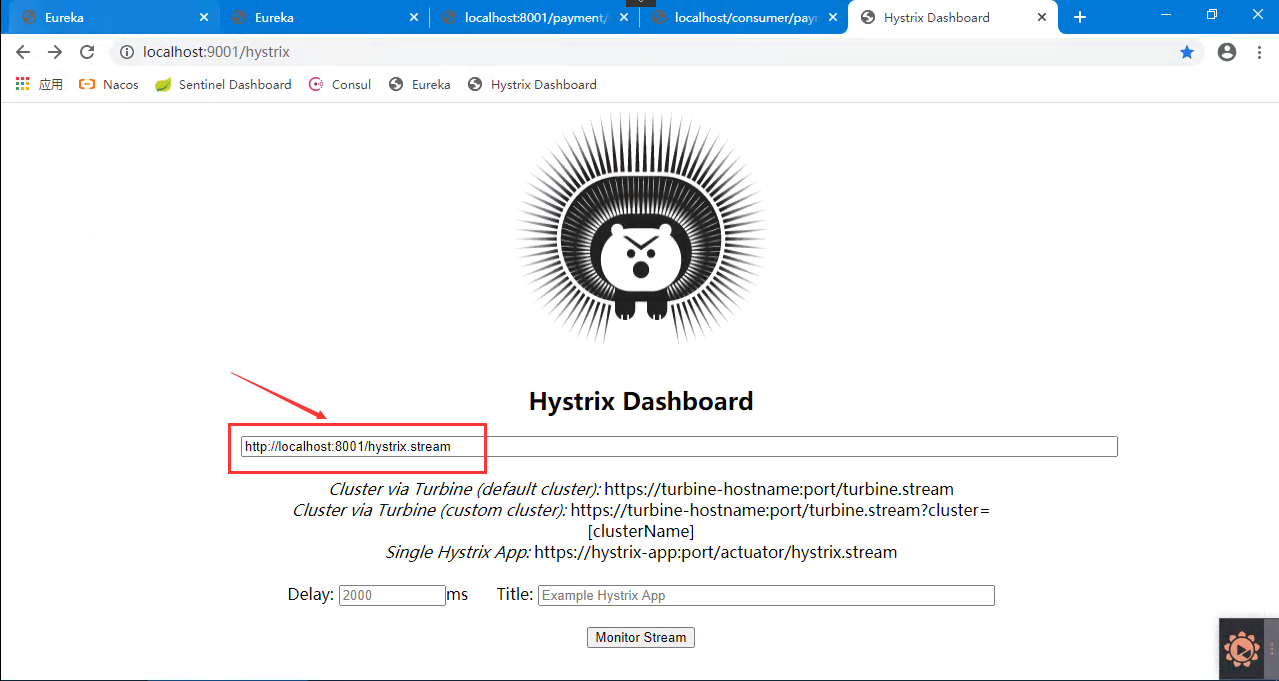 Eureka
Eureka
localhost:8001/payment/
localhost/consumer/payr
Hystrix Dashboard
localhost:9001/hystrix
应用
Nacos
Sentinel Dashboard
Consul
Eureka
Hystrix Dashboard
Hystrix Dashboard
http://localhost:8001/hystrix.stream
Cluster via Turbine (default cluster): https://turbine-hostname:port/turbine.stream
Cluster via Turbine (custom cluster): https://turbine-hostname:port/turbine.stream?cluster=
[clusterName]
Single Hystrix App: https://hystrix-app:port/actuator/hystrix.stream
Delay: 2000 ms Title: Example Hystrix App
Monitor Stream